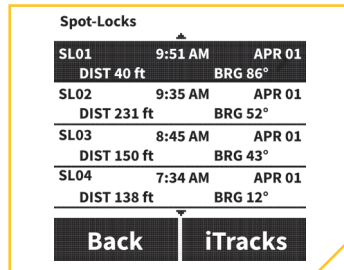 Spot-Locks
SL01 9:51 AM APR 01
DIST 40 ft BRG 86°
SL02 9:35 AM APR 01
DIST 231 ft BRG 52°
SL03 8:45 AM APR 01
DIST 150 ft BRG 43°
SL04 7:34 AM APR 01
DIST 138 ft BRG 12°
Back iTracks